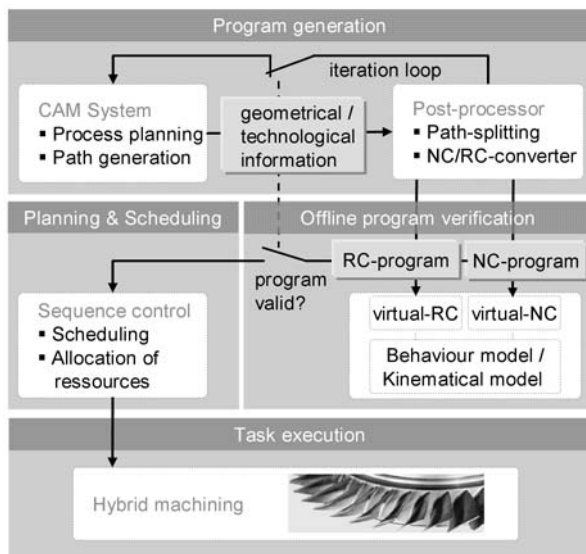 Program generation
iteration loop
CAM System
▪ Process planning
▪ Path generation
geometrical /
technological
information
Post-processor
▪ Path-splitting
▪ NC/RC-converter
Planning & Scheduling
Offline program verification
program
valid?
RC-program
NC-program
Sequence control
▪ Scheduling
▪ Allocation of
ressources
virtual-RC
virtual-NC
Behaviour model /
Kinematical model
Task execution
Hybrid machining